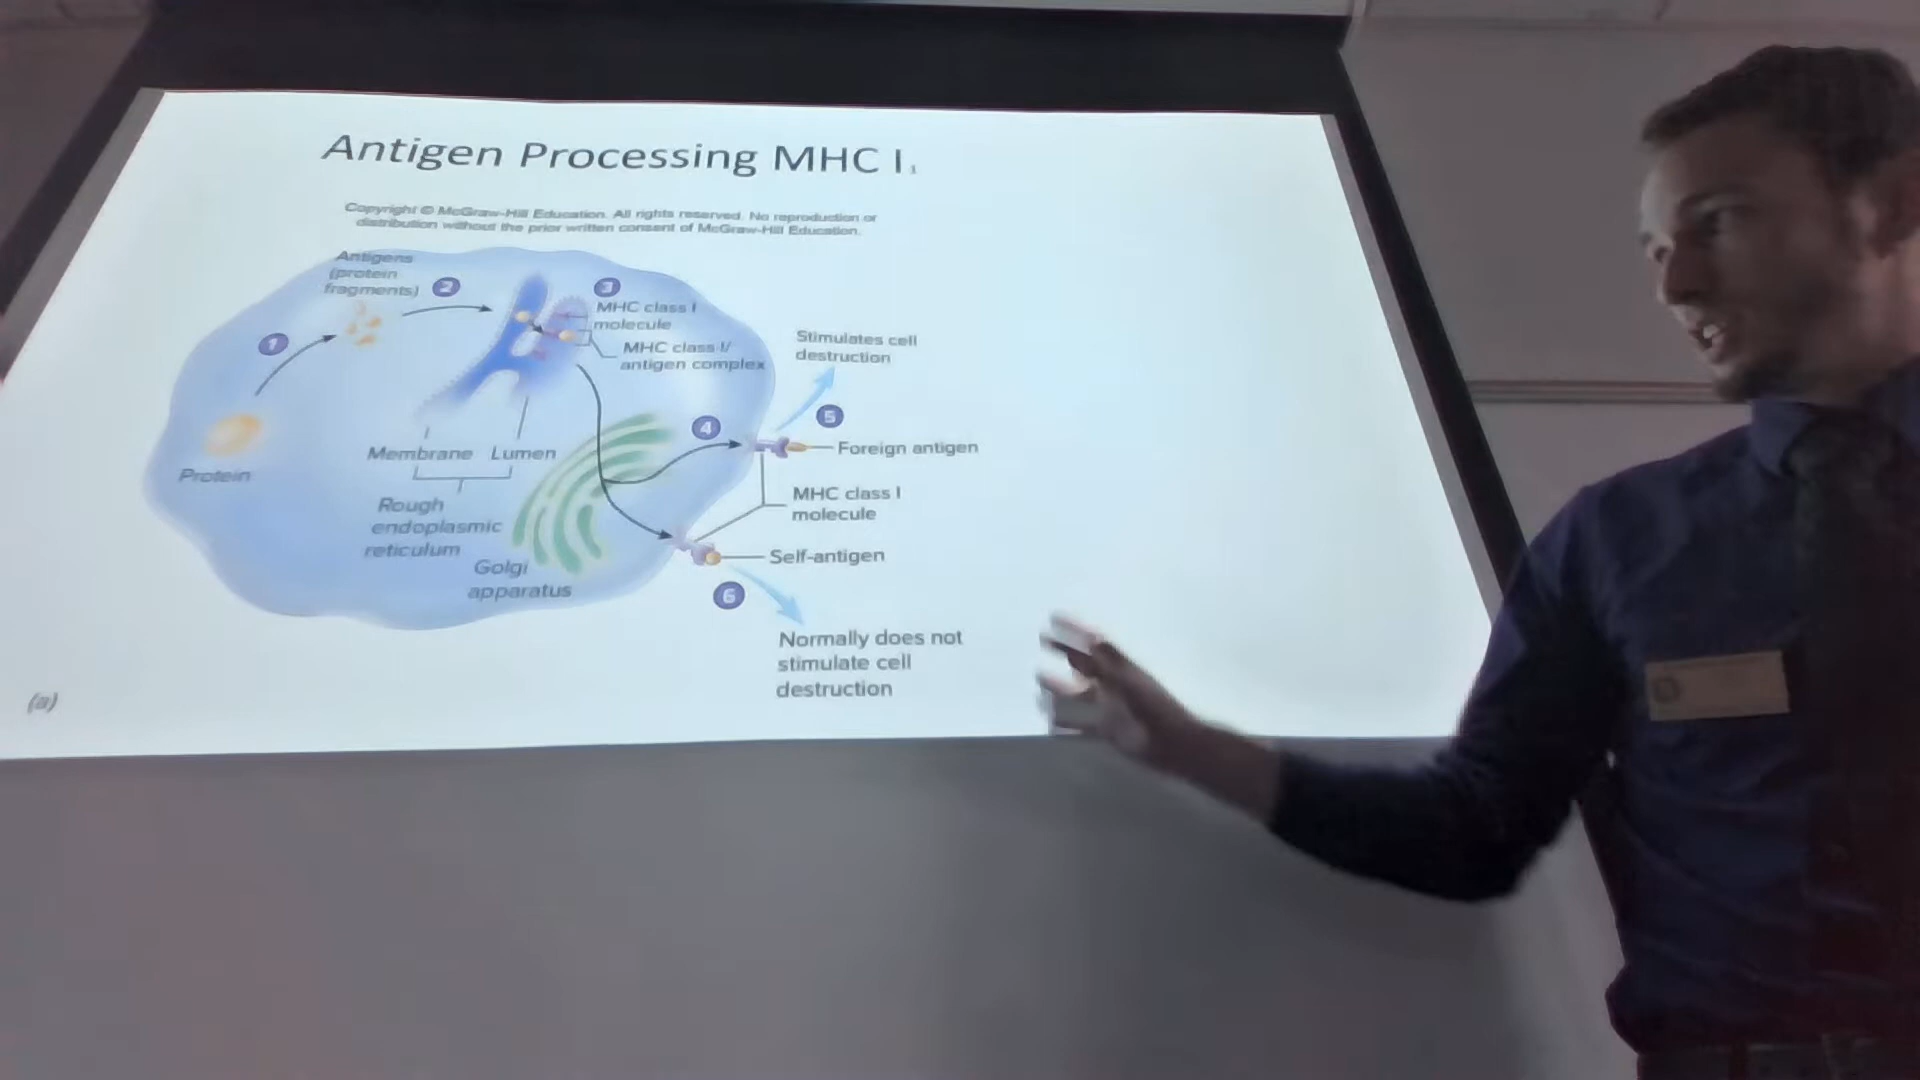 Antigen Processing MHC I 1
Copyright © McGraw-Hill Education. All rights reserved. No reproduction or
distribution without the prior written consent of McGraw-Hill Education.
Antigens
(protein
fragments)
2
3
MHC class I
molecule
MHC class I/
antigen complex
1
Stimulates cell
destruction
5
4
Foreign antigen
Membrane Lumen
Protein
MHC class I
molecule
Rough
endoplasmic
reticulum
Self-antigen
Golgi
apparatus
6
Normally does not
stimulate cell
destruction
(a)